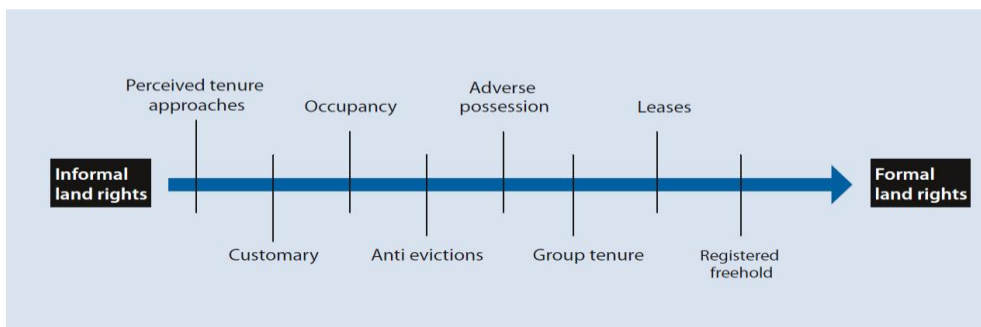 Perceived tenure
approaches
Occupancy
Adverse
possession
Leases
Informal
land rights
Formal
land rights
Customary
Anti evictions
Group tenure
Registered
freehold